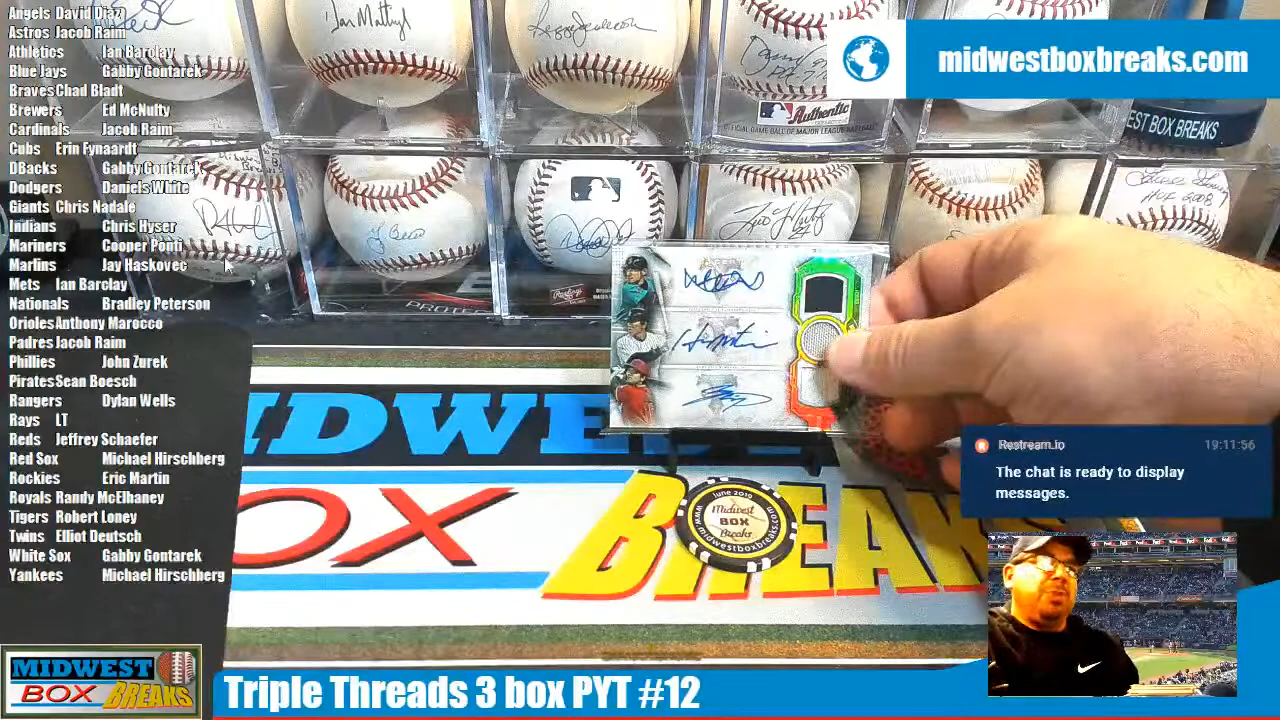 Angels David Diaz
Astros Jacob Raim
Athletics Ian Barclay
Blue Jays Gabby Gontarek
Braves Chad Bladt
Brewers Ed McNulty
Cardinals Jacob Raim
Cubs Erin Fynaardt
DBacks Gabby Gontarek
Dodgers Daniels White
Giants Chris Nadale
Indians Chris Hyser
Mariners Cooper Ponti
Marlins Jay Haskovec
Mets Ian Barclay
Nationals Bradley Peterson
Orioles Anthony Marocco
Padres Jacob Raim
Phillies John Zurek
Pirates Sean Boesch
Rangers Dylan Wells
Rays LT
Reds Jeffrey Schaefer
Red Sox Michael Hirschberg
Rockies Eric Martin
Royals Randy McElhaney
Tigers Robert Loney
Twins Elliot Deutsch
White Sox Gabby Gontarek
Yankees Michael Hirschberg
midwestboxbreaks.com
Authentic
OFFICIAL GAME BALL OF MAJOR LEAGUE BASEBALL
EST BOX BREAKS
HOF 2008
Rawlings
MIDWE
BOX BREAK
June 2019
Midwest
BOX
Breaks
www.midwestboxbreaks.com
Restream.io 19:11:56
The chat is ready to display
messages.
MIDWEST
BOX BREAKS
Triple Threads 3 box PYT #12